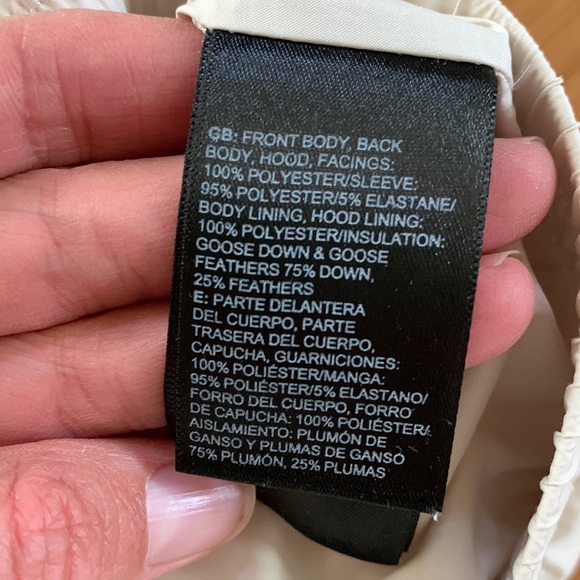 GB: FRONT BODY, BACK
BODY, HOOD, FACINGS:
100% POLYESTER/SLEEVE:
95% POLYESTER/5% ELASTANE/
BODY LINING, HOOD LINING:
100% POLYESTER/INSULATION:
GOOSE DOWN & GOOSE
FEATHERS 75% DOWN,
25% FEATHERS
E: PARTE DELANTERA
DEL CUERPO, PARTE
TRASERA DEL CUERPO,
CAPUCHA, GUARNICIONES:
100% POLIÉSTER/MANGA:
95% POLIÉSTER/5% ELASTANO/
FORRO DEL CUERPO, FORRO
DE CAPUCHA: 100% POLIÉSTER/
AISLAMIENTO: PLUMÓN DE
GANSO Y PLUMAS DE GANSO
75% PLUMÓN, 25% PLUMAS